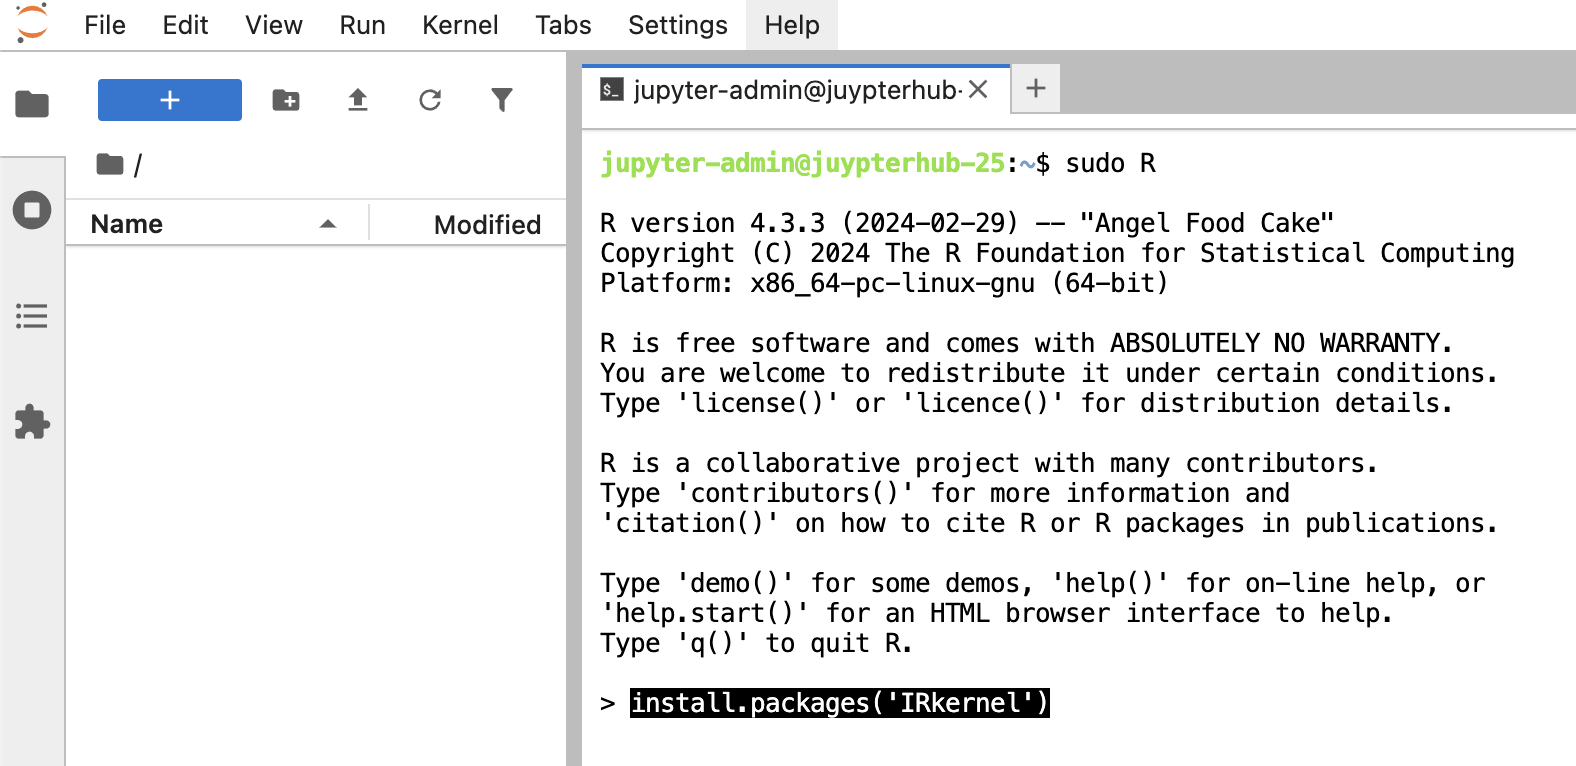 File Edit View Run Kernel Tabs Settings Help
jupyter-admin@juypterhub-
/
Name Modified
jupyter-admin@juypterhub-25:~$ sudo R
R version 4.3.3 (2024-02-29) -- "Angel Food Cake"
Copyright (C) 2024 The R Foundation for Statistical Computing
Platform: x86_64-pc-linux-gnu (64-bit)
R is free software and comes with ABSOLUTELY NO WARRANTY.
You are welcome to redistribute it under certain conditions.
Type 'license()' or 'licence()' for distribution details.
R is a collaborative project with many contributors.
Type 'contributors()' for more information and
'citation()' on how to cite R or R packages in publications.
Type 'demo()' for some demos, 'help()' for on-line help, or
'help.start()' for an HTML browser interface to help.
Type 'q()' to quit R.
> install.packages('IRkernel')